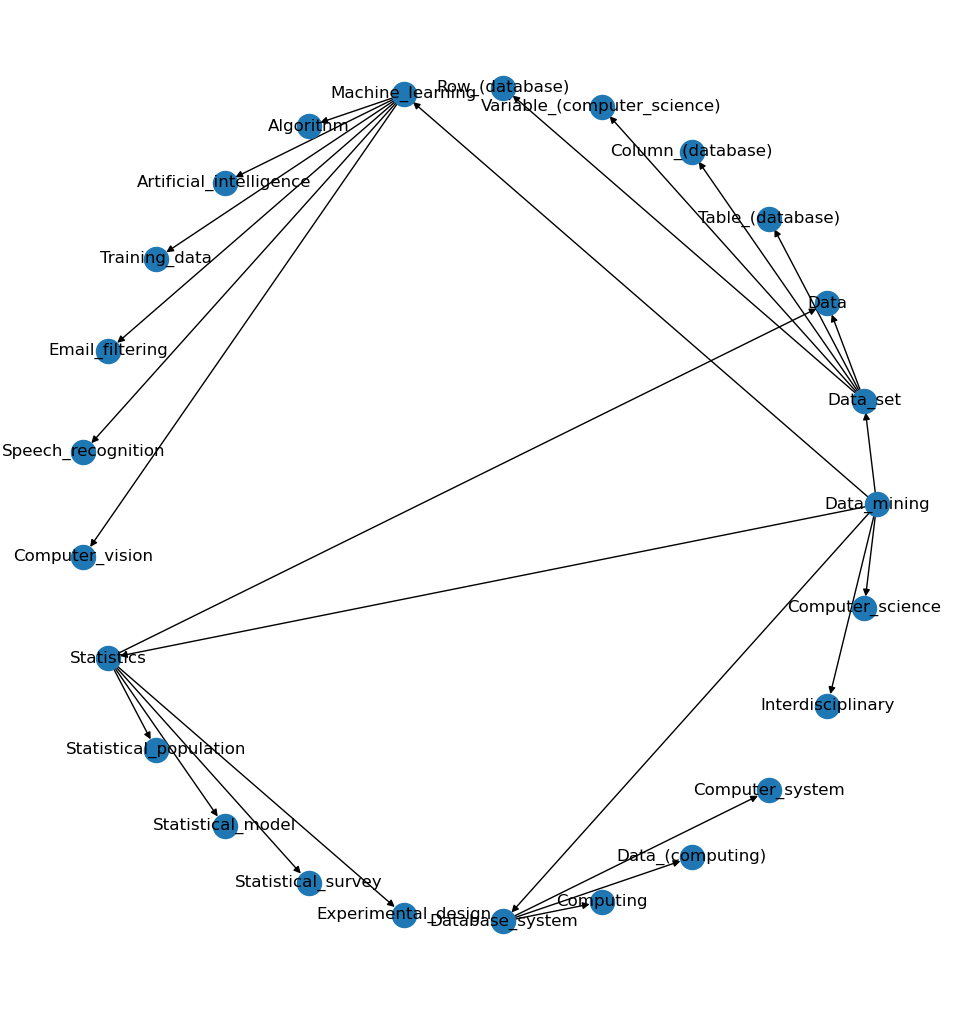 Row_(database)
Machine_learning
Variable_(computer_science)
Algorithm
Column_(database)
Artificial_intelligence
Table_(database)
Training_data
Data
Email_filtering
Data_set
Speech_recognition
Data_mining
Computer_vision
Computer_science
Statistics
Interdisciplinary
Statistical_population
Computer_system
Statistical_model
Data_(computing)
Statistical_survey
Computing
Experimental_design
Database_system